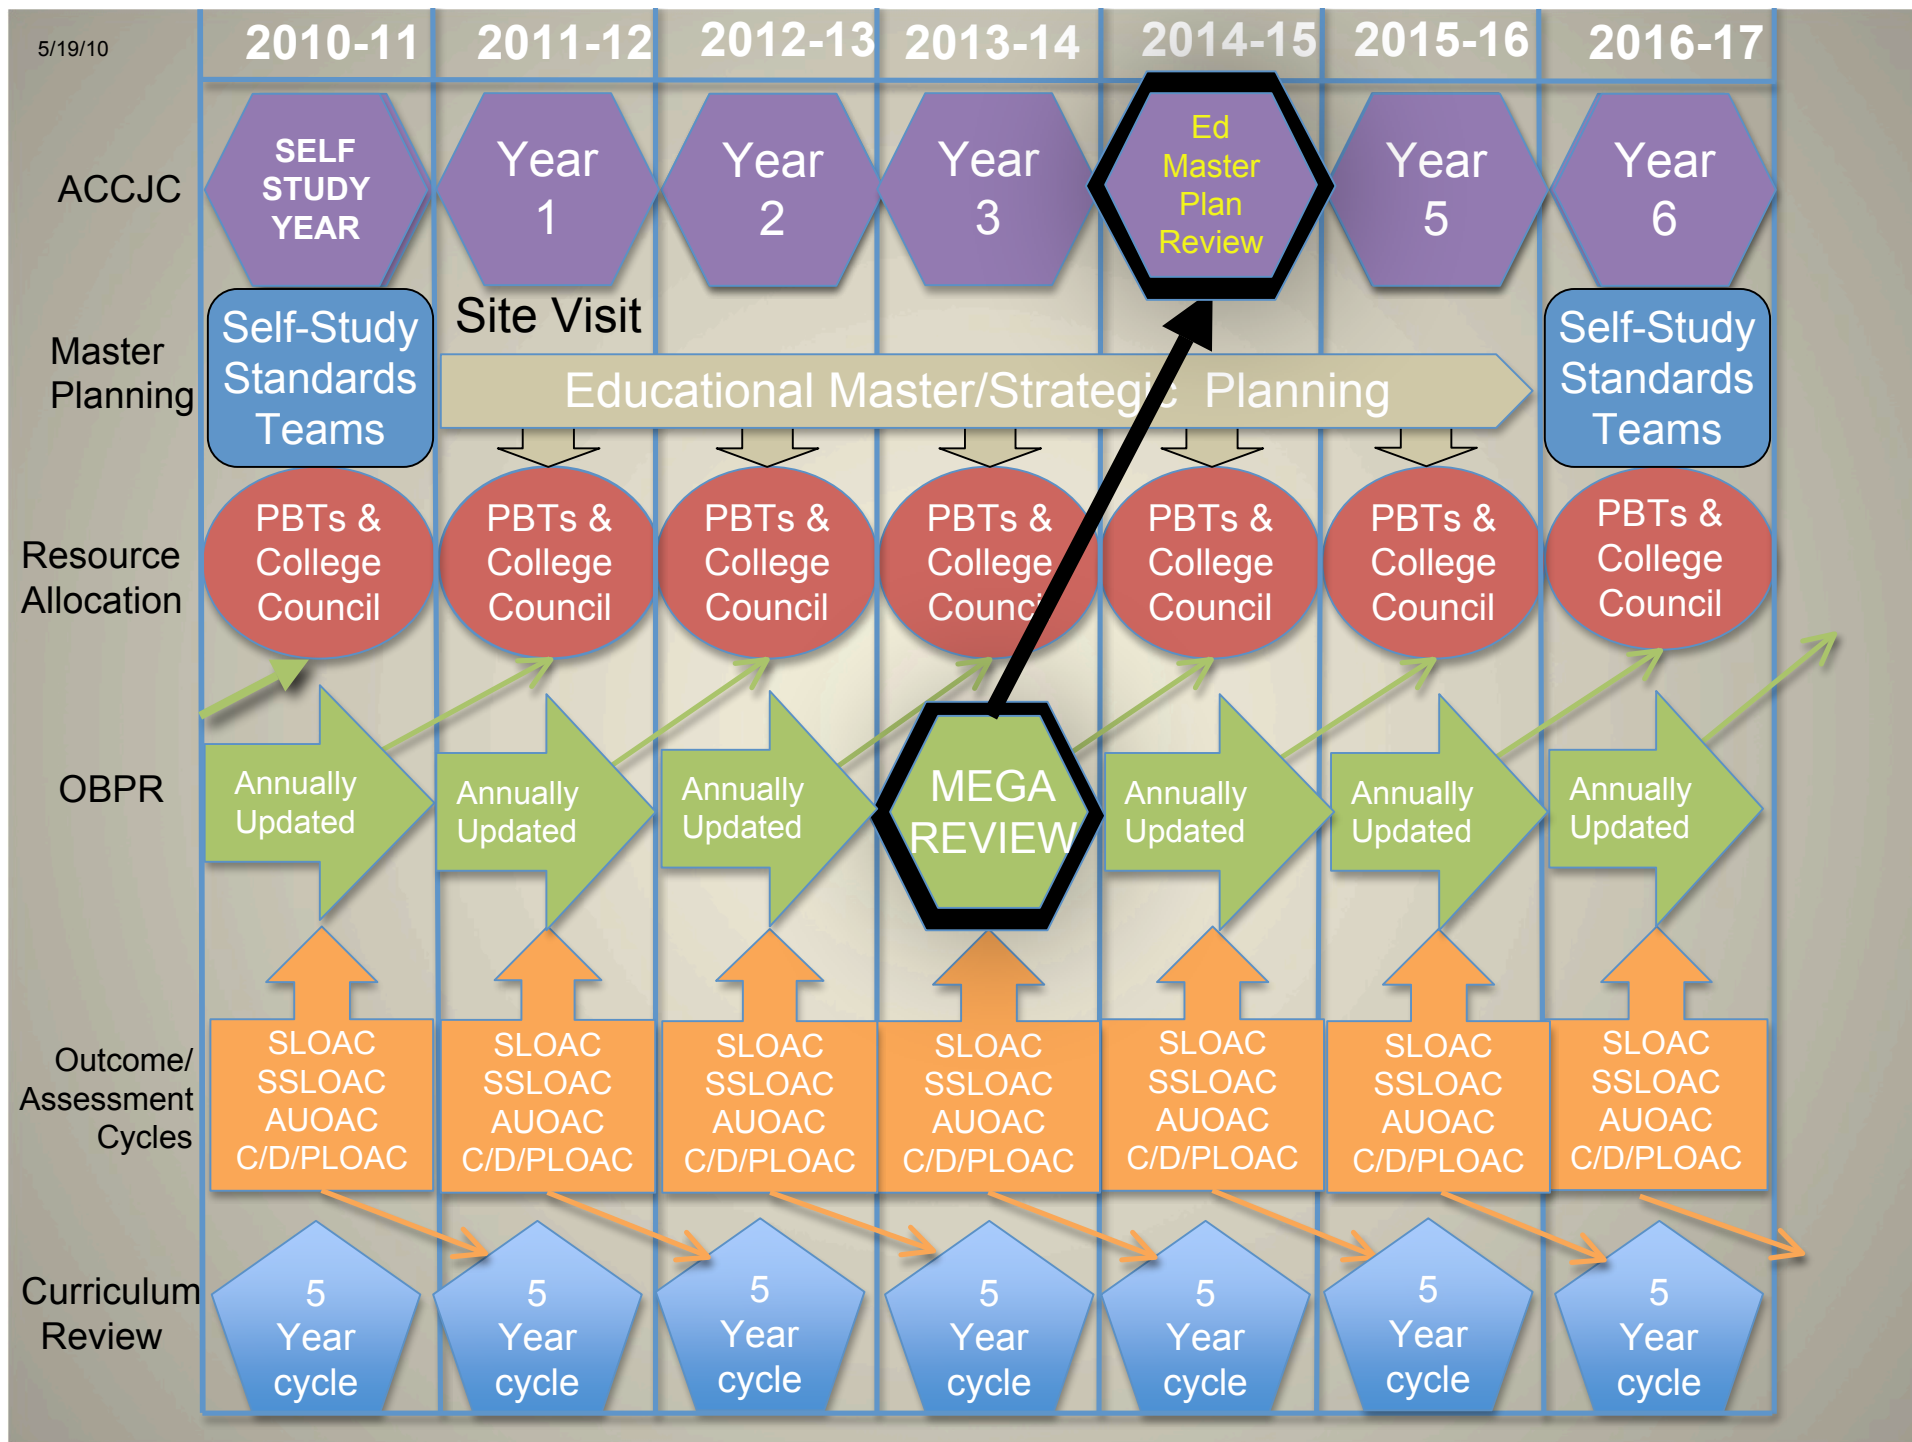 5/19/10
2010-11
2011-12
2012-13
2013-14
2014-15
2015-16
2016-17
ACCJC
SELF
STUDY
YEAR
Year
1
Year
2
Year
3
Ed
Master
Plan
Review
Year
5
Year
6
Master
Planning
Self-Study
Standards
Teams
Site Visit
Educational Master/Strategic Planning
Self-Study
Standards
Teams
Resource
Allocation
PBTs &
College
Council
PBTs &
College
Council
PBTs &
College
Council
PBTs &
College
Council
PBTs &
College
Council
PBTs &
College
Council
PBTs &
College
Council
OBPR
Annually
Updated
Annually
Updated
Annually
Updated
MEGA
REVIEW
Annually
Updated
Annually
Updated
Annually
Updated
Outcome/
Assessment
Cycles
SLOAC
SSLOAC
AUOAC
C/D/PLOAC
SLOAC
SSLOAC
AUOAC
C/D/PLOAC
SLOAC
SSLOAC
AUOAC
C/D/PLOAC
SLOAC
SSLOAC
AUOAC
C/D/PLOAC
SLOAC
SSLOAC
AUOAC
C/D/PLOAC
SLOAC
SSLOAC
AUOAC
C/D/PLOAC
SLOAC
SSLOAC
AUOAC
C/D/PLOAC
Curriculum
Review
5
Year
cycle
5
Year
cycle
5
Year
cycle
5
Year
cycle
5
Year
cycle
5
Year
cycle
5
Year
cycle